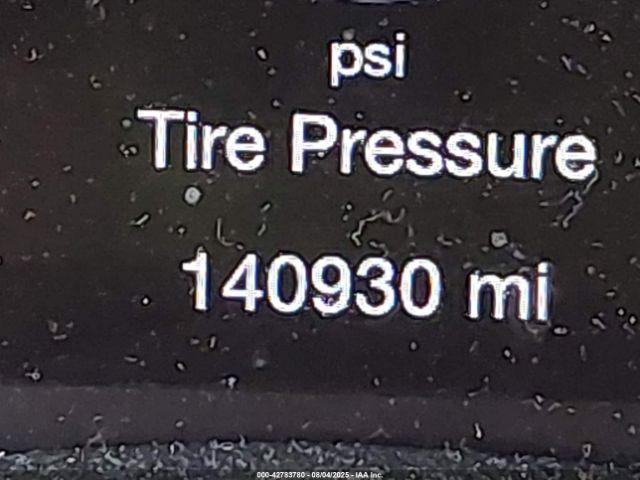 psi
Tire Pressure
140930 mi
000-42783780 - 08/04/2025 - IAA Inc.